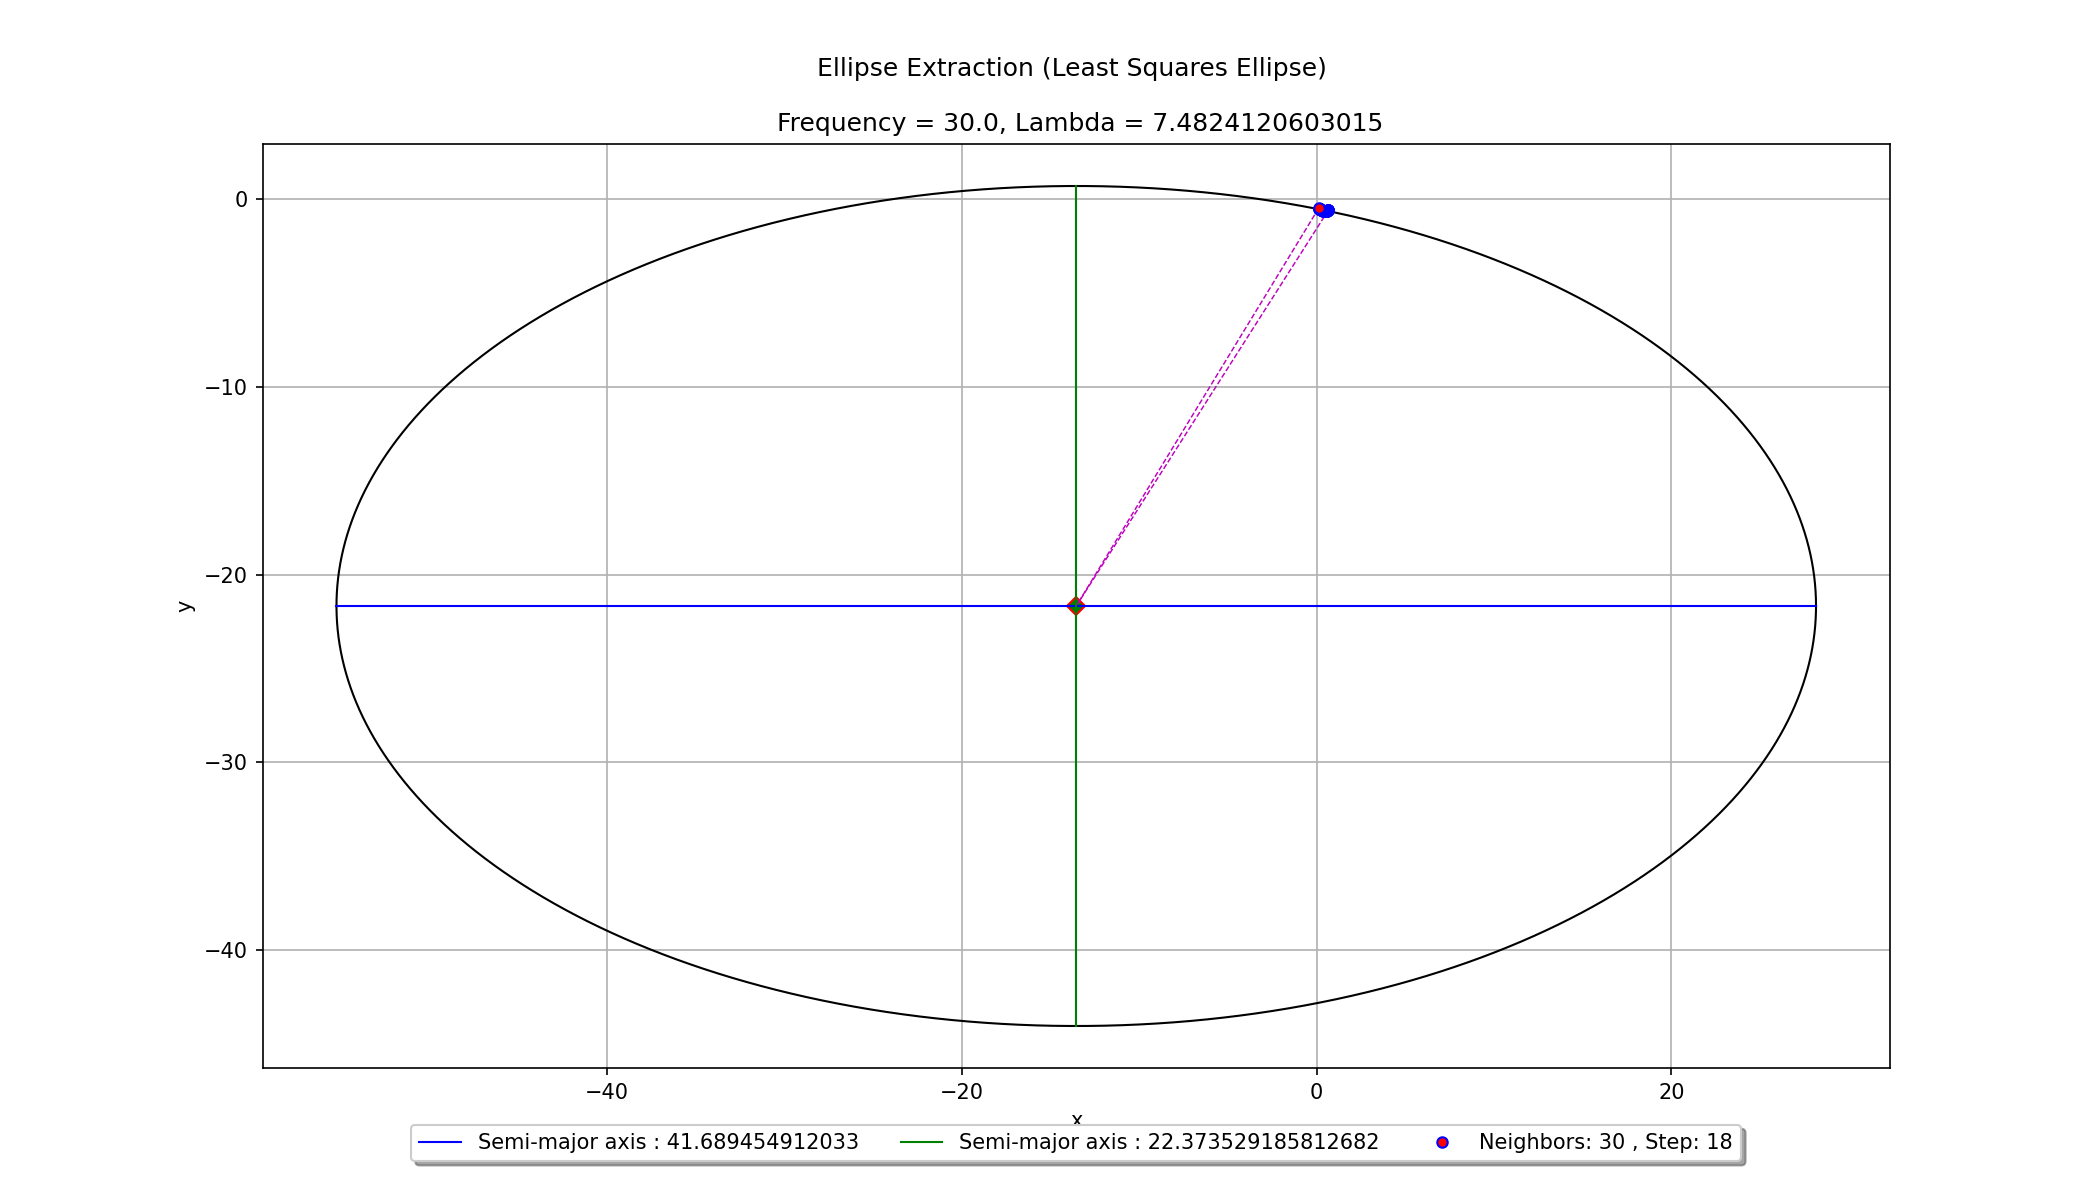 Ellipse Extraction (Least Squares Ellipse)
Frequency = 30.0, Lambda = 7.4824120603015
0
−10
−20
−30
−40
y
−40 −20 0 20
x
Semi-major axis : 41.689454912033 Semi-major axis : 22.373529185812682 Neighbors: 30 , Step: 18